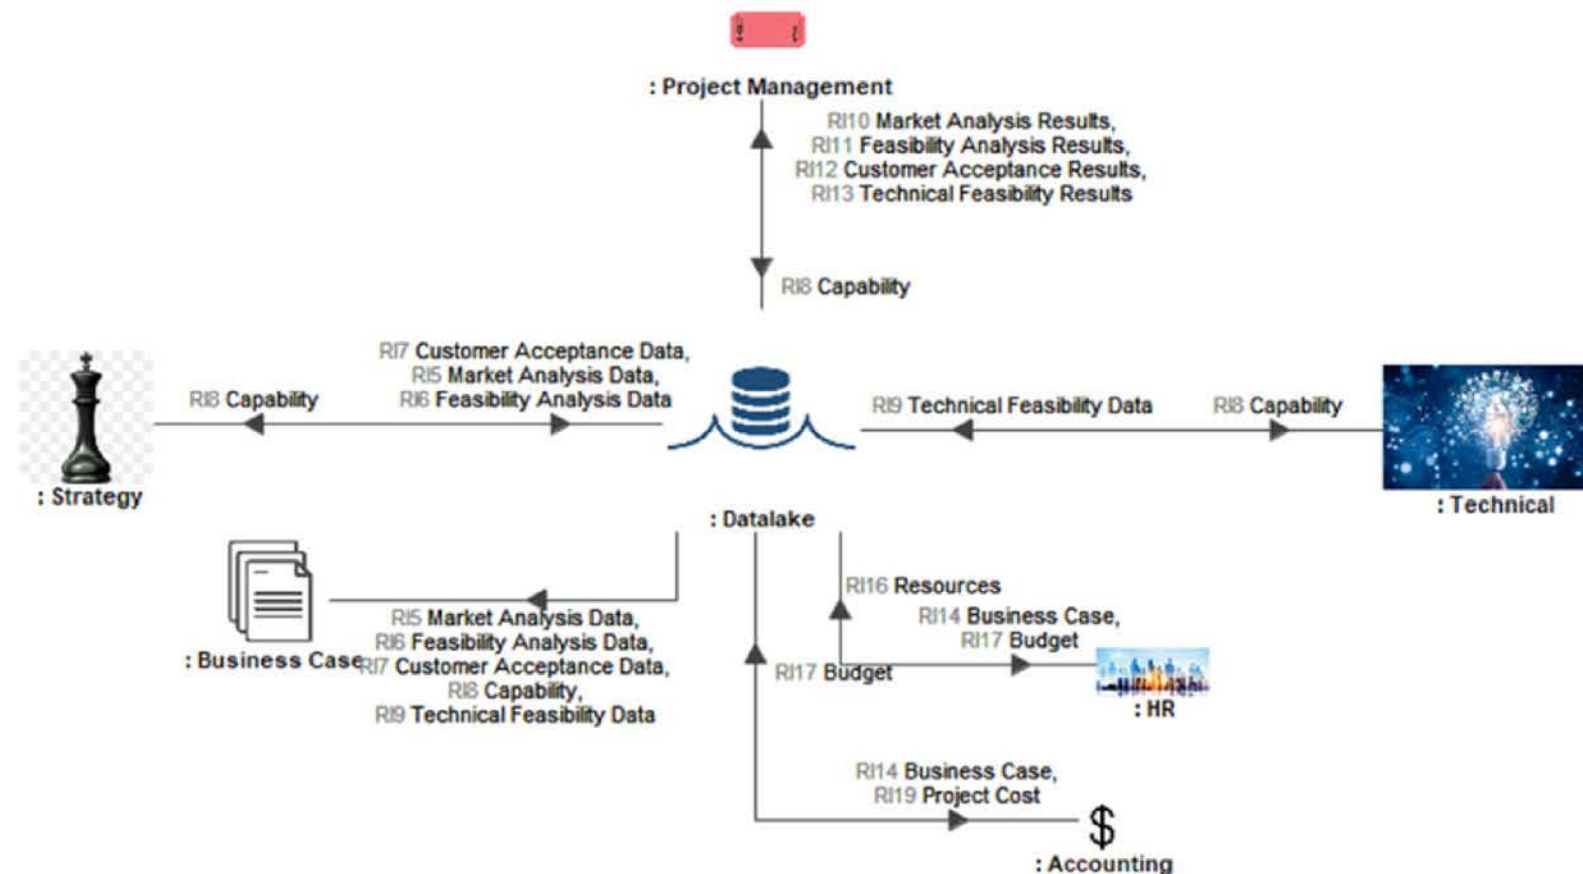 : Project Management
RI10 Market Analysis Results,
RI11 Feasibility Analysis Results,
RI12 Customer Acceptance Results,
RI13 Technical Feasibility Results
RI8 Capability
RI7 Customer Acceptance Data,
RI5 Market Analysis Data,
RI6 Feasibility Analysis Data
RI8 Capability
RI9 Technical Feasibility Data
RI8 Capability
: Strategy
: Datalake
: Technical
RI16 Resources
RI14 Business Case,
RI17 Budget
: HR
: Business Case
RI5 Market Analysis Data,
RI6 Feasibility Analysis Data,
RI7 Customer Acceptance Data,
RI8 Capability,
RI9 Technical Feasibility Data
RI17 Budget
RI14 Business Case,
RI19 Project Cost
$
: Accounting